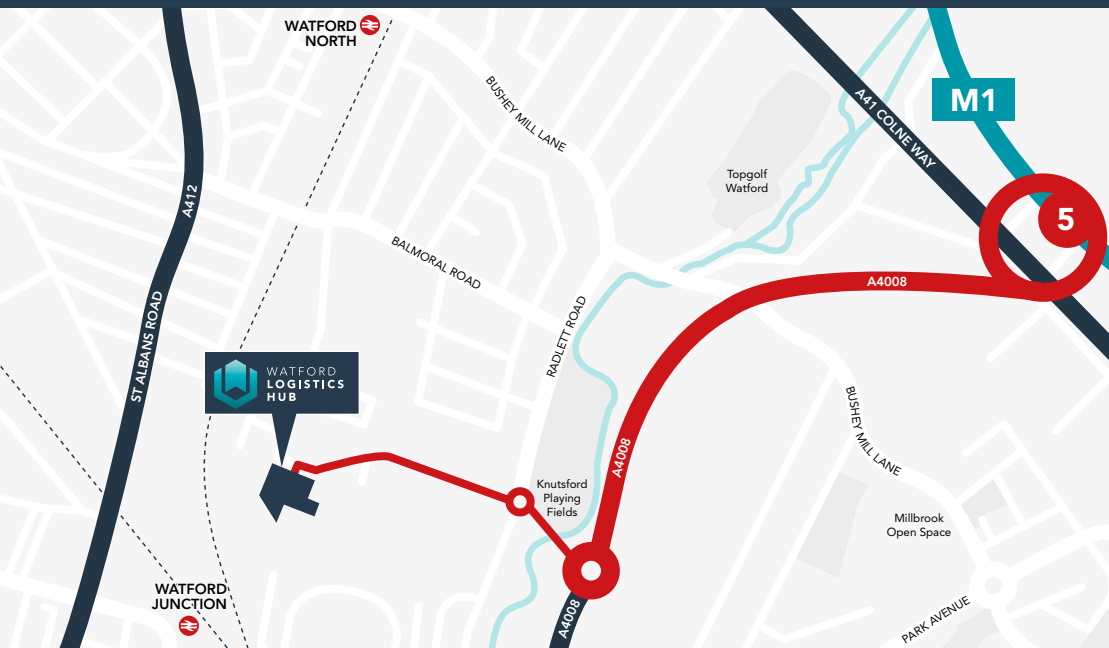 WATFORD
NORTH
BUSHEY MILL LANE
A41 COLNE WAY
M1
Topgolf
Watford
A412
5
BALMORAL ROAD
A4008
RADLETT ROAD
ST ALBANS ROAD
WATFORD
LOGISTICS
HUB
BUSHEY MILL LANE
A4008
Knutsford
Playing
Fields
Millbrook
Open Space
WATFORD
JUNCTION
A4008
PARK AVENUE